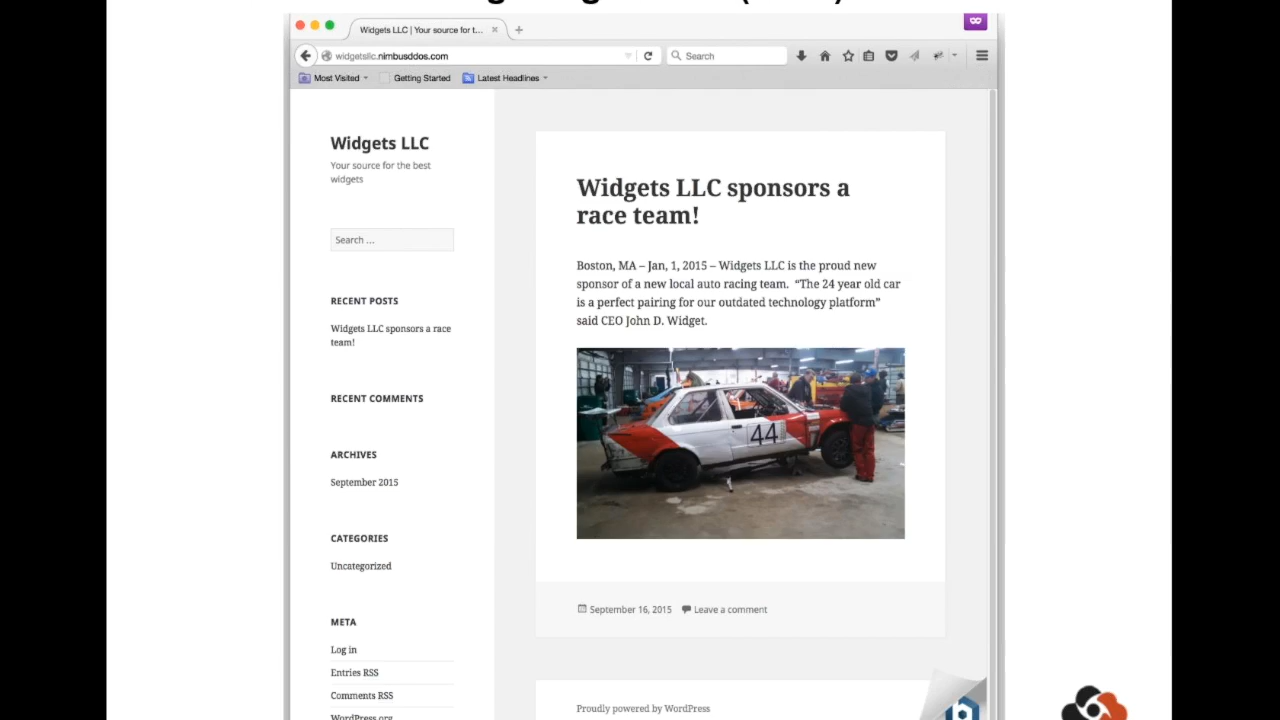 Widgets LLC | Your source for t...
widgetsllc.nimbusddos.com
Search
Most Visited
Getting Started
Latest Headlines
Widgets LLC
Your source for the best
widgets
Search ...
RECENT POSTS
Widgets LLC sponsors a race
team!
RECENT COMMENTS
ARCHIVES
September 2015
CATEGORIES
Uncategorized
META
Log in
Entries RSS
Comments RSS
WordPress.org
Widgets LLC sponsors a
race team!
Boston, MA – Jan, 1, 2015 – Widgets LLC is the proud new
sponsor of a new local auto racing team.  “The 24 year old car
is a perfect pairing for our outdated technology platform”
said CEO John D. Widget.
44
September 16, 2015
Leave a comment
Proudly powered by WordPress